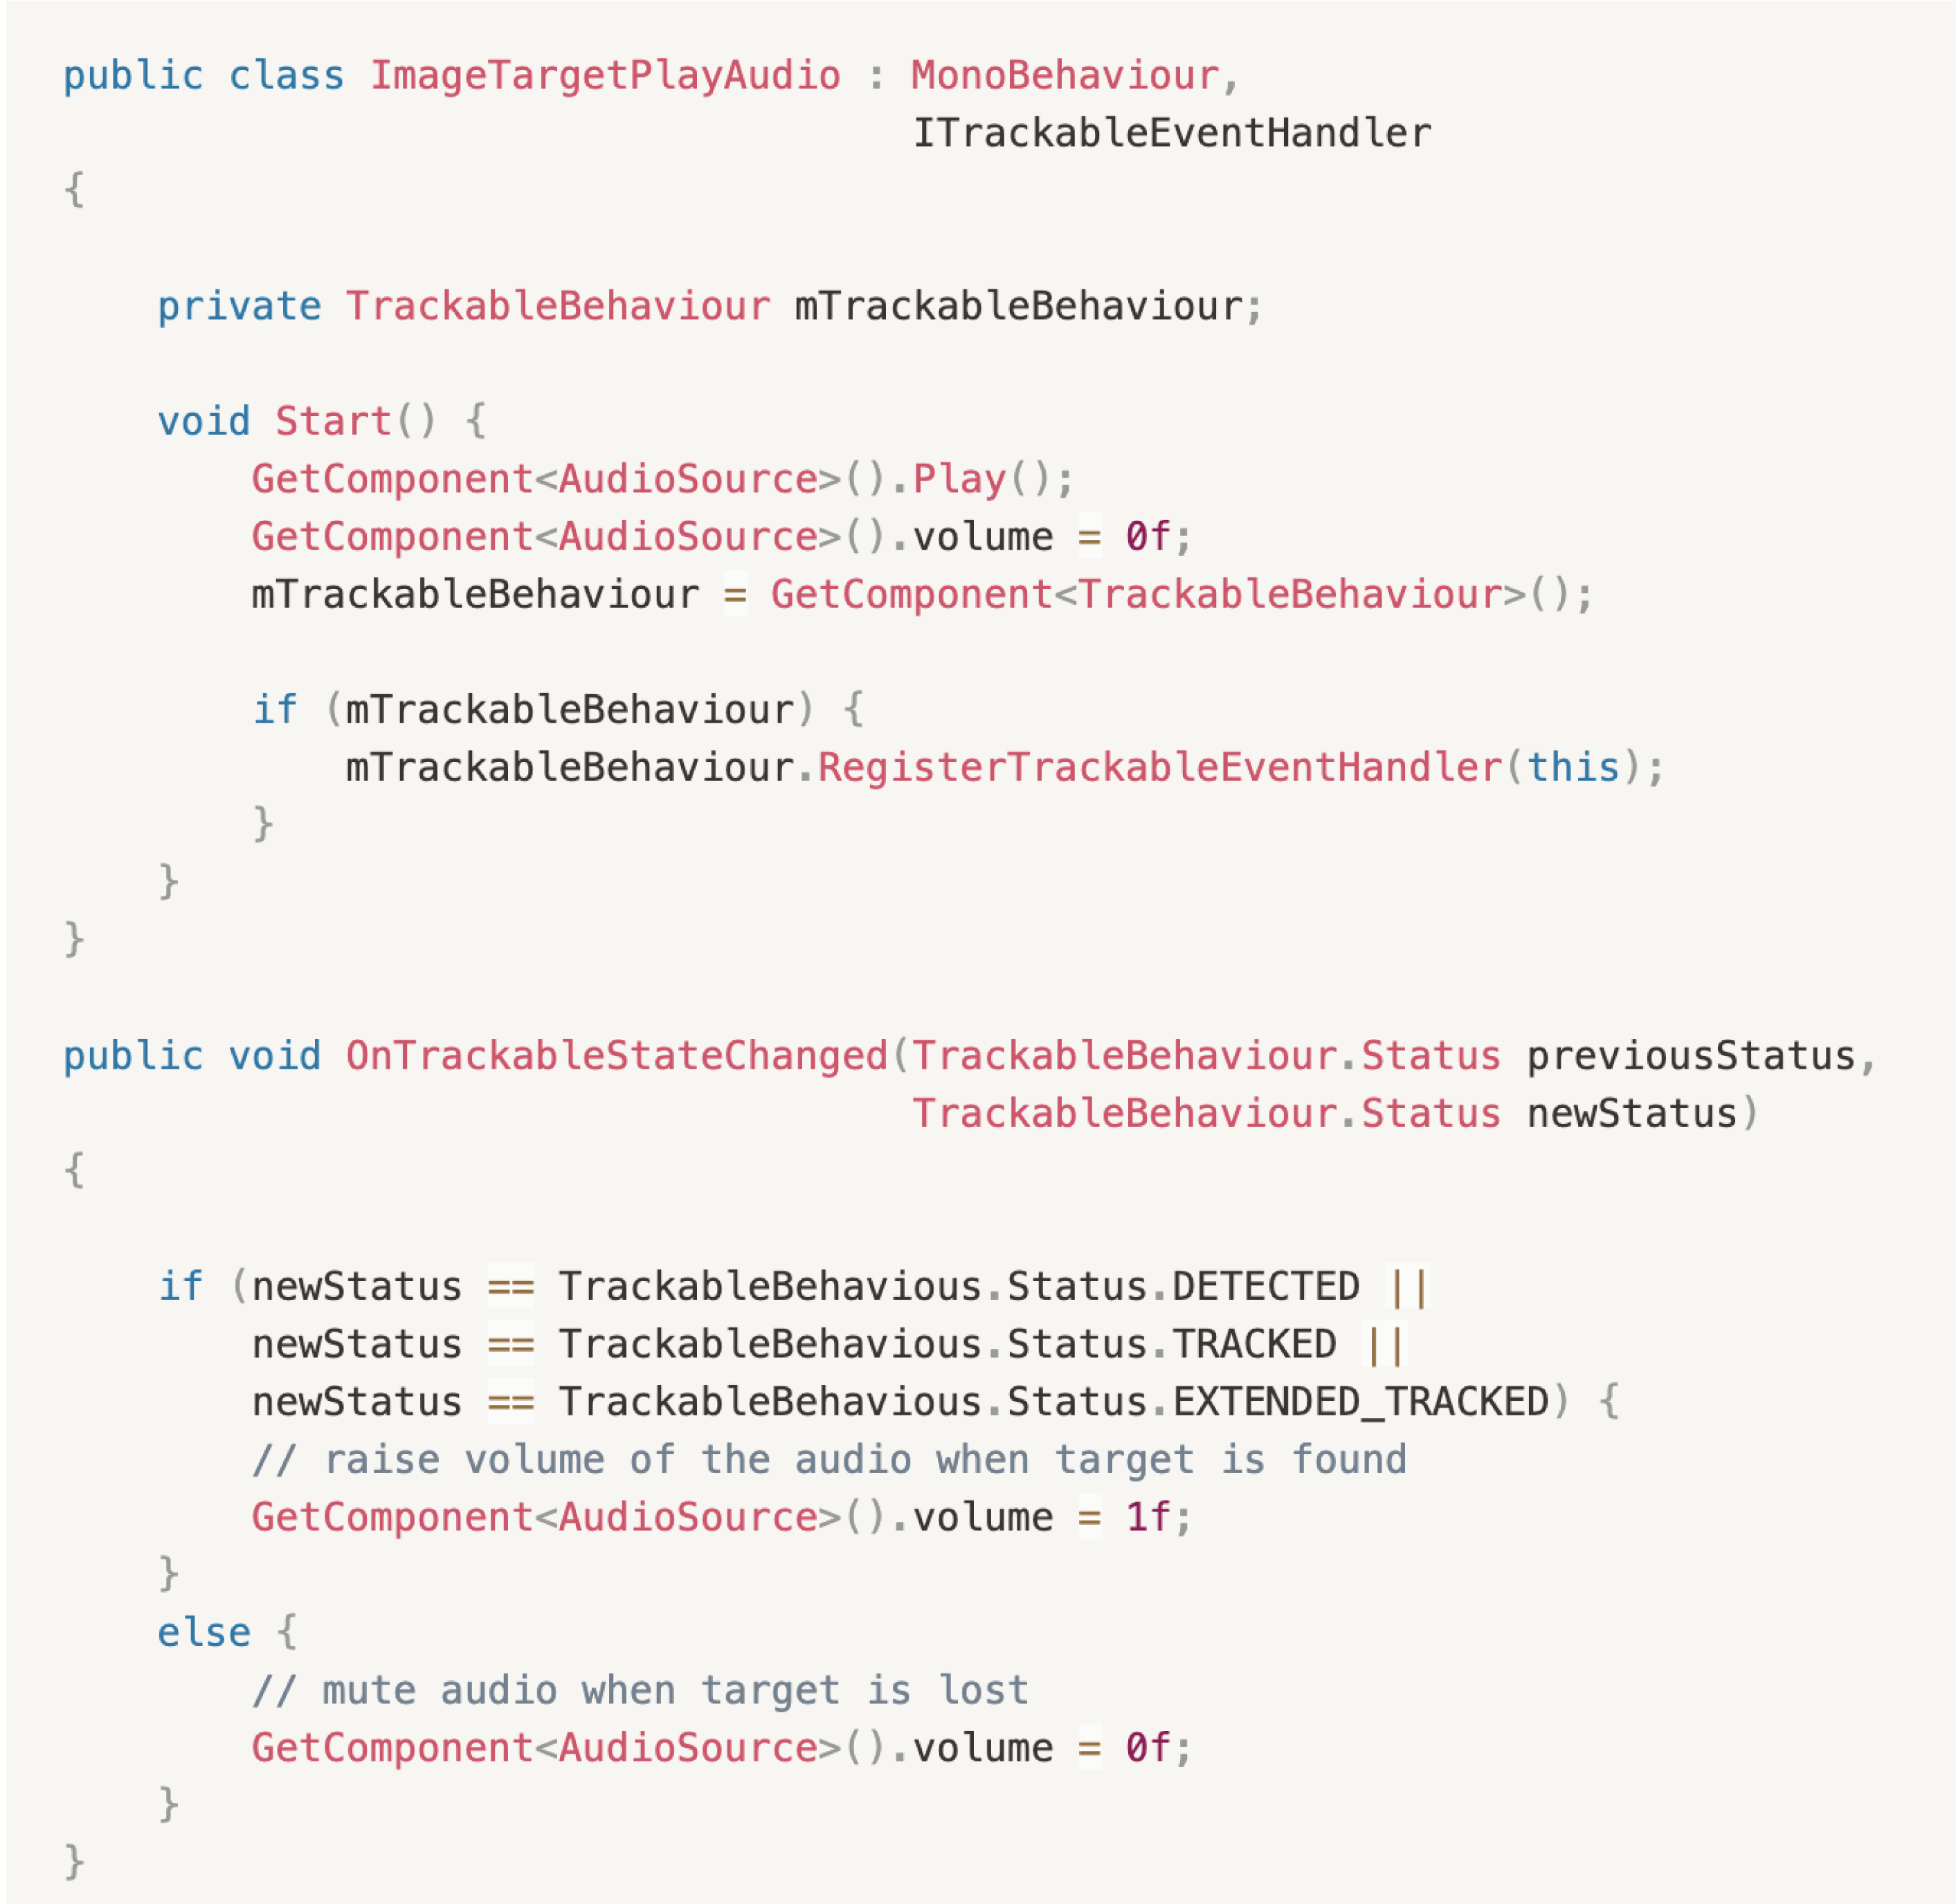 public class ImageTargetPlayAudio : MonoBehaviour,
                                    ITrackableEventHandler
{

    private TrackableBehaviour mTrackableBehaviour;

    void Start() {
        GetComponent<AudioSource>().Play();
        GetComponent<AudioSource>().volume = 0f;
        mTrackableBehaviour = GetComponent<TrackableBehaviour>();

        if (mTrackableBehaviour) {
            mTrackableBehaviour.RegisterTrackableEventHandler(this);
        }
    }
}

public void OnTrackableStateChanged(TrackableBehaviour.Status previousStatus,
                                    TrackableBehaviour.Status newStatus)
{

    if (newStatus == TrackableBehavious.Status.DETECTED ||
        newStatus == TrackableBehavious.Status.TRACKED ||
        newStatus == TrackableBehavious.Status.EXTENDED_TRACKED) {
        // raise volume of the audio when target is found
        GetComponent<AudioSource>().volume = 1f;
    }
    else {
        // mute audio when target is lost
        GetComponent<AudioSource>().volume = 0f;
    }
}